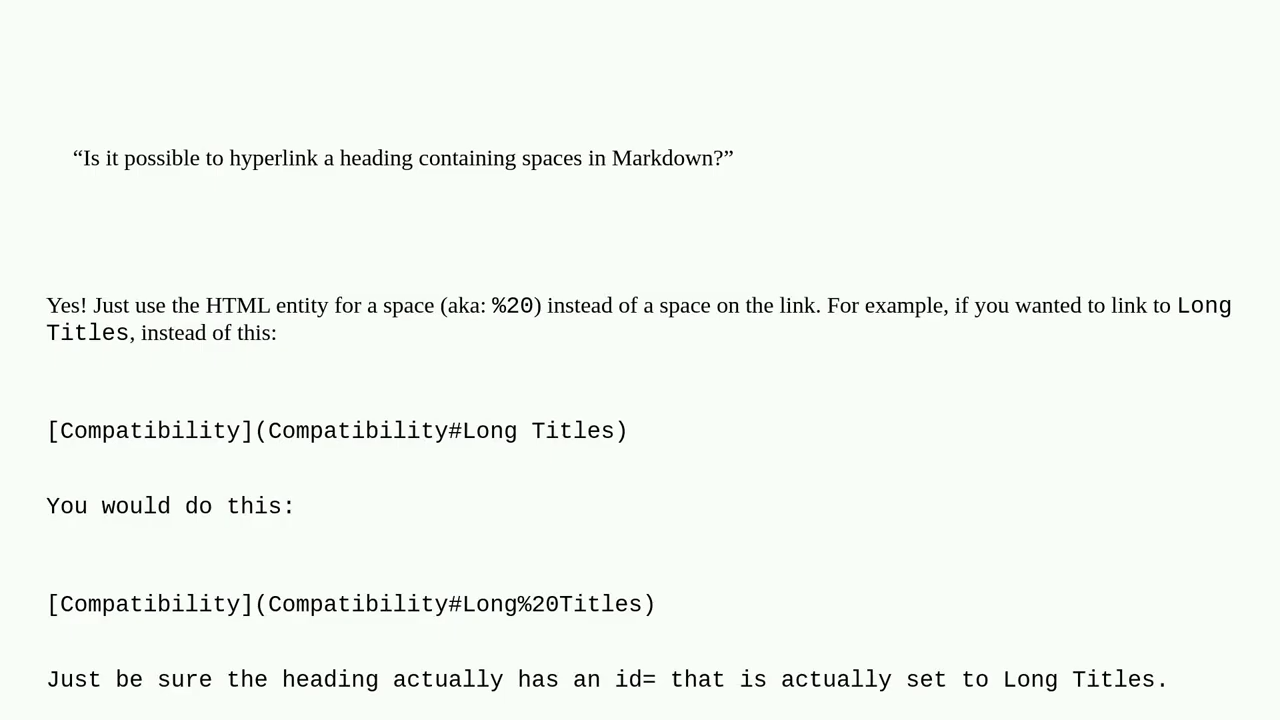 “Is it possible to hyperlink a heading containing spaces in Markdown?”
Yes! Just use the HTML entity for a space (aka: %20) instead of a space on the link. For example, if you wanted to link to Long
Titles, instead of this:
[Compatibility](Compatibility#Long Titles)
You would do this:
[Compatibility](Compatibility#Long%20Titles)
Just be sure the heading actually has an id= that is actually set to Long Titles.